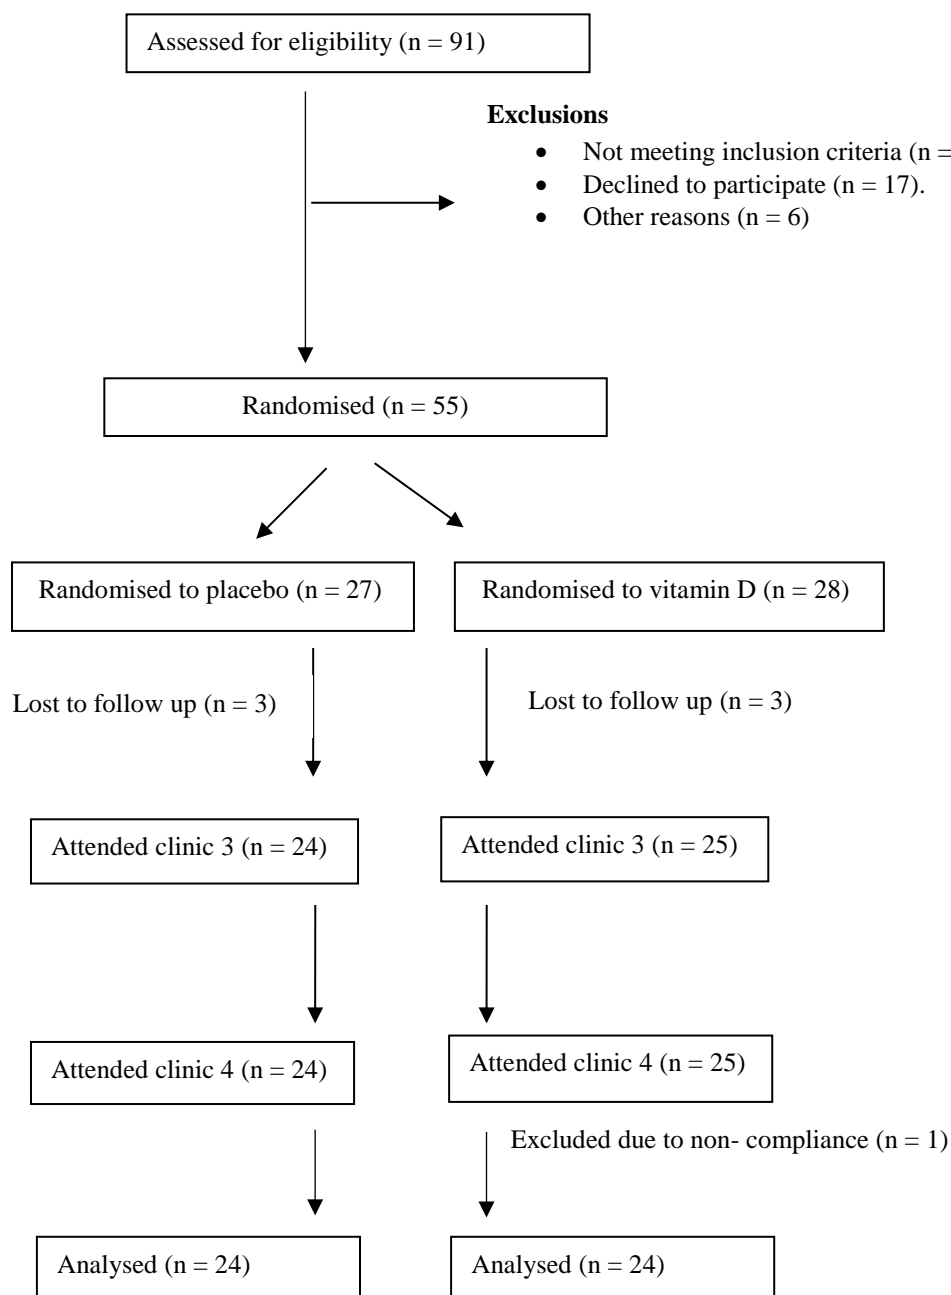 Assessed for eligibility (n = 91)
Exclusions
• Not meeting inclusion criteria (n =
• Declined to participate (n = 17).
• Other reasons (n = 6)
Randomised (n = 55)
Randomised to placebo (n = 27)
Randomised to vitamin D (n = 28)
Lost to follow up (n = 3)
Lost to follow up (n = 3)
Attended clinic 3 (n = 24)
Attended clinic 3 (n = 25)
Attended clinic 4 (n = 24)
Attended clinic 4 (n = 25)
Excluded due to non- compliance (n = 1)
Analysed (n = 24)
Analysed (n = 24)